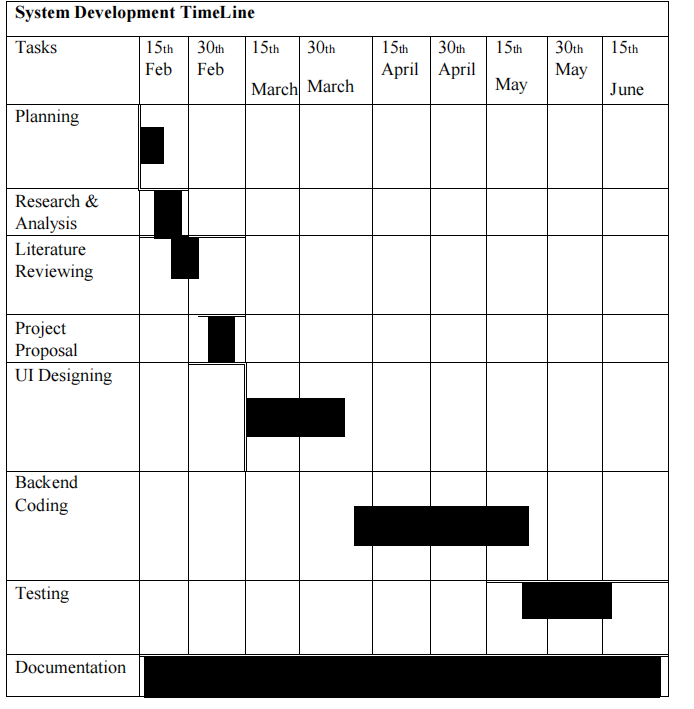 System Development TimeLine
Tasks
15th
Feb
30th
Feb
15th
March
30th
March
15th
April
30th
April
15th
May
30th
May
15th
June
Planning
Research &
Analysis
Literature
Reviewing
Project
Proposal
UI Designing
Backend
Coding
Testing
Documentation